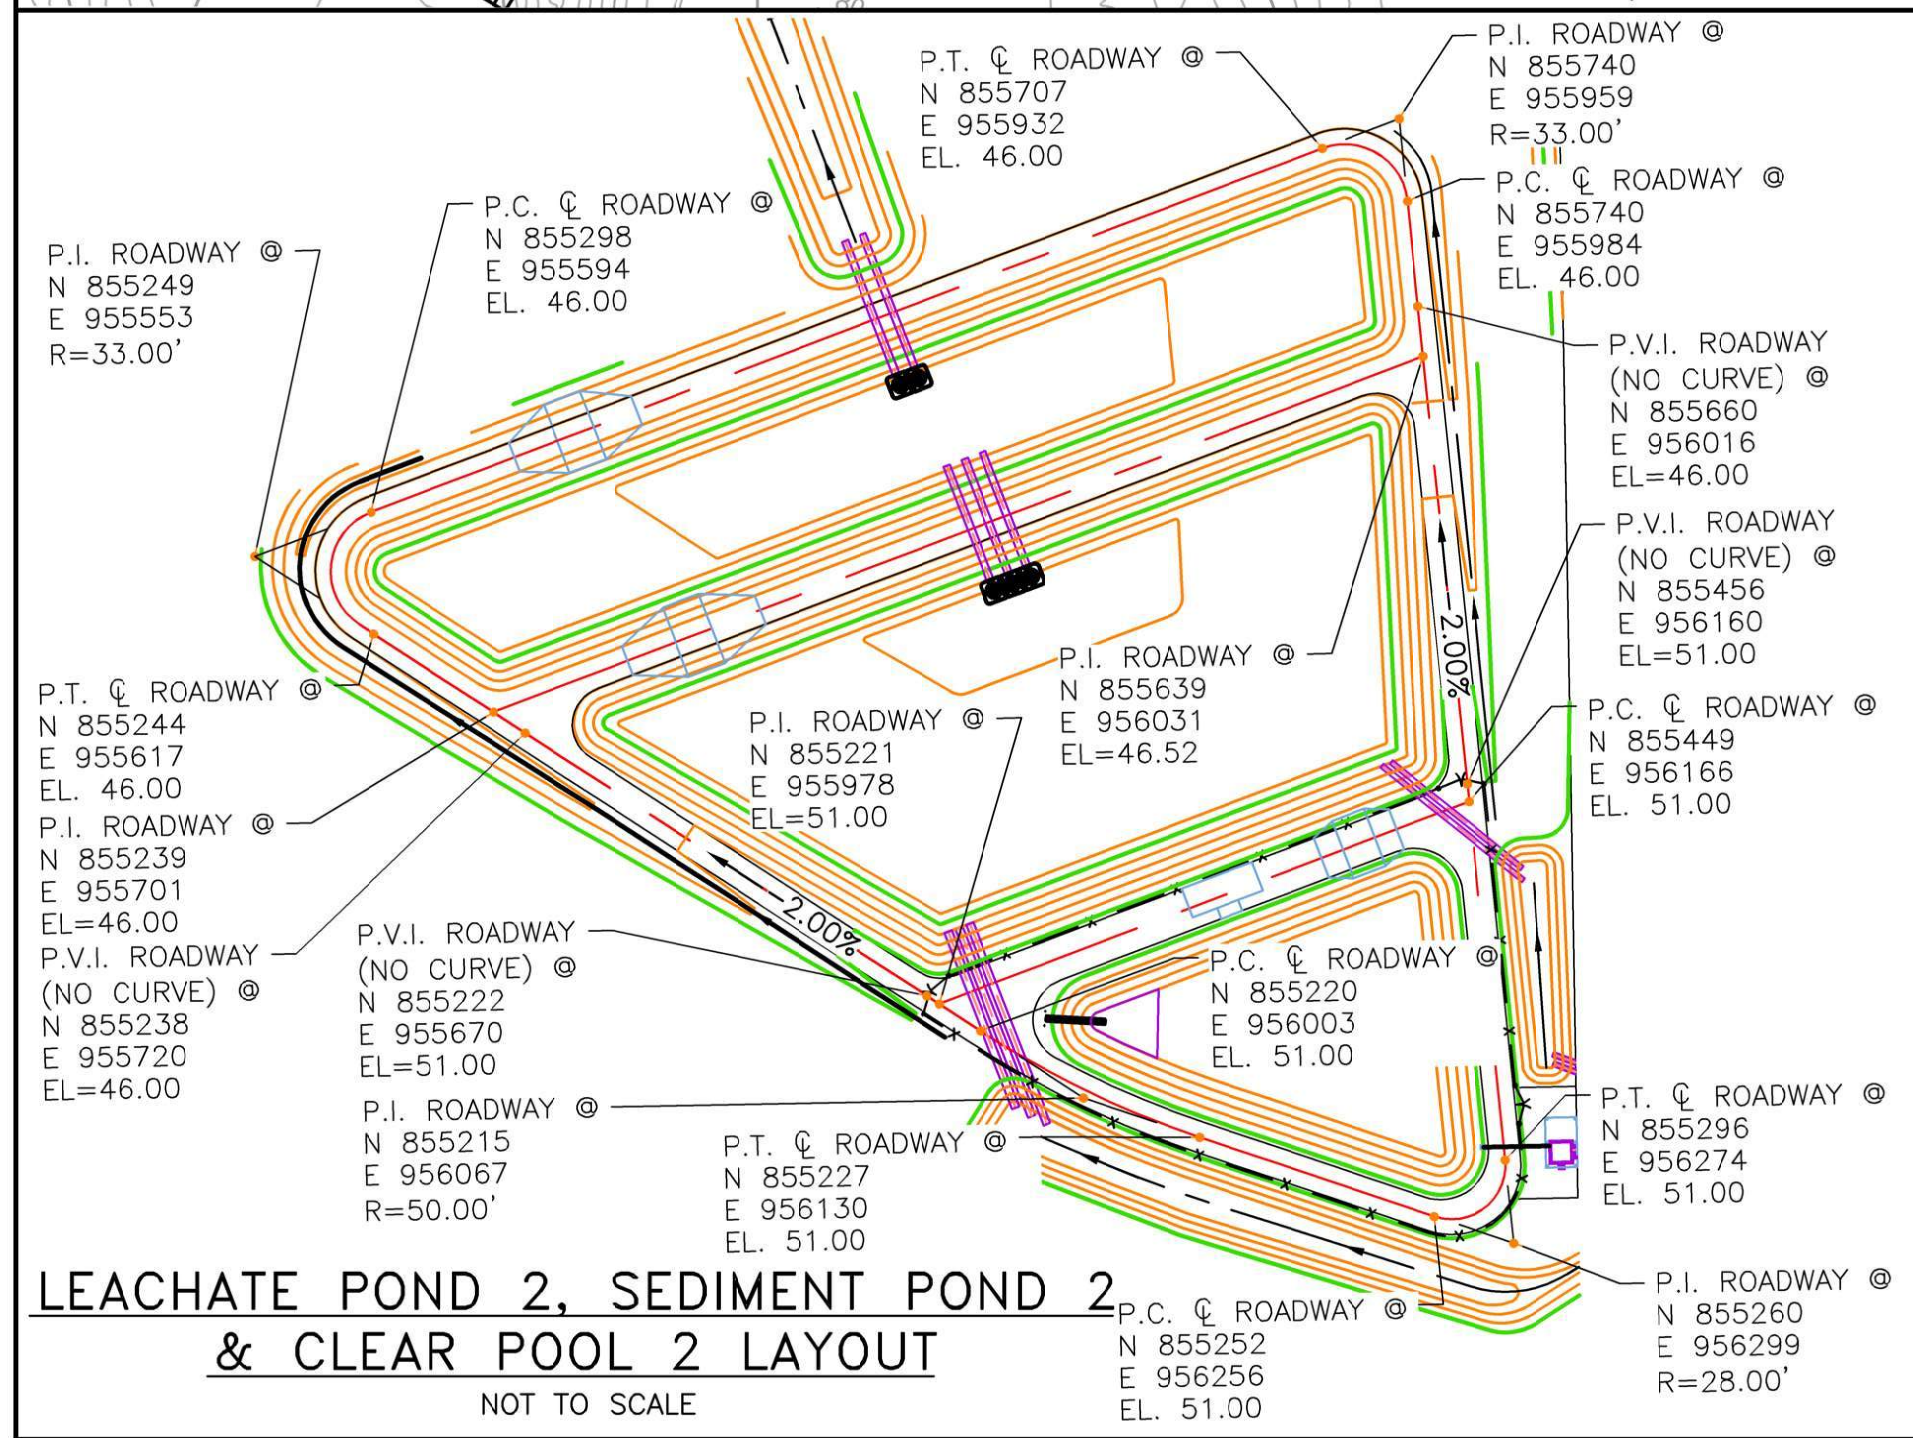 P.T. ℄ ROADWAY @
N 855707
E 955932
EL. 46.00
P.I. ROADWAY @
N 855740
E 955959
R=33.00'
P.C. ℄ ROADWAY @
N 855740
E 955984
EL. 46.00
P.C. ℄ ROADWAY @
N 855298
E 955594
EL. 46.00
P.I. ROADWAY @
N 855249
E 955553
R=33.00'
P.V.I. ROADWAY
(NO CURVE) @
N 855660
E 956016
EL=46.00
P.V.I. ROADWAY
(NO CURVE) @
N 855456
E 956160
EL=51.00
2.00%
P.I. ROADWAY @
N 855639
E 956031
EL=46.52
P.T. ℄ ROADWAY @
N 855244
E 955617
EL. 46.00
P.I. ROADWAY @
N 855221
E 955978
EL=51.00
P.C. ℄ ROADWAY @
N 855449
E 956166
EL. 51.00
P.I. ROADWAY @
N 855239
E 955701
EL=46.00
2.00%
P.V.I. ROADWAY
(NO CURVE) @
N 855238
E 955720
EL=46.00
P.V.I. ROADWAY
(NO CURVE) @
N 855222
E 955670
EL=51.00
P.C. ℄ ROADWAY @
N 855220
E 956003
EL. 51.00
P.I. ROADWAY @
N 855215
E 956067
R=50.00'
P.T. ℄ ROADWAY @
N 855227
E 956130
EL. 51.00
P.T. ℄ ROADWAY @
N 855296
E 956274
EL. 51.00
P.C. ℄ ROADWAY @
N 855252
E 956256
EL. 51.00
P.I. ROADWAY @
N 855260
E 956299
R=28.00'
LEACHATE POND 2, SEDIMENT POND 2
& CLEAR POOL 2 LAYOUT
NOT TO SCALE